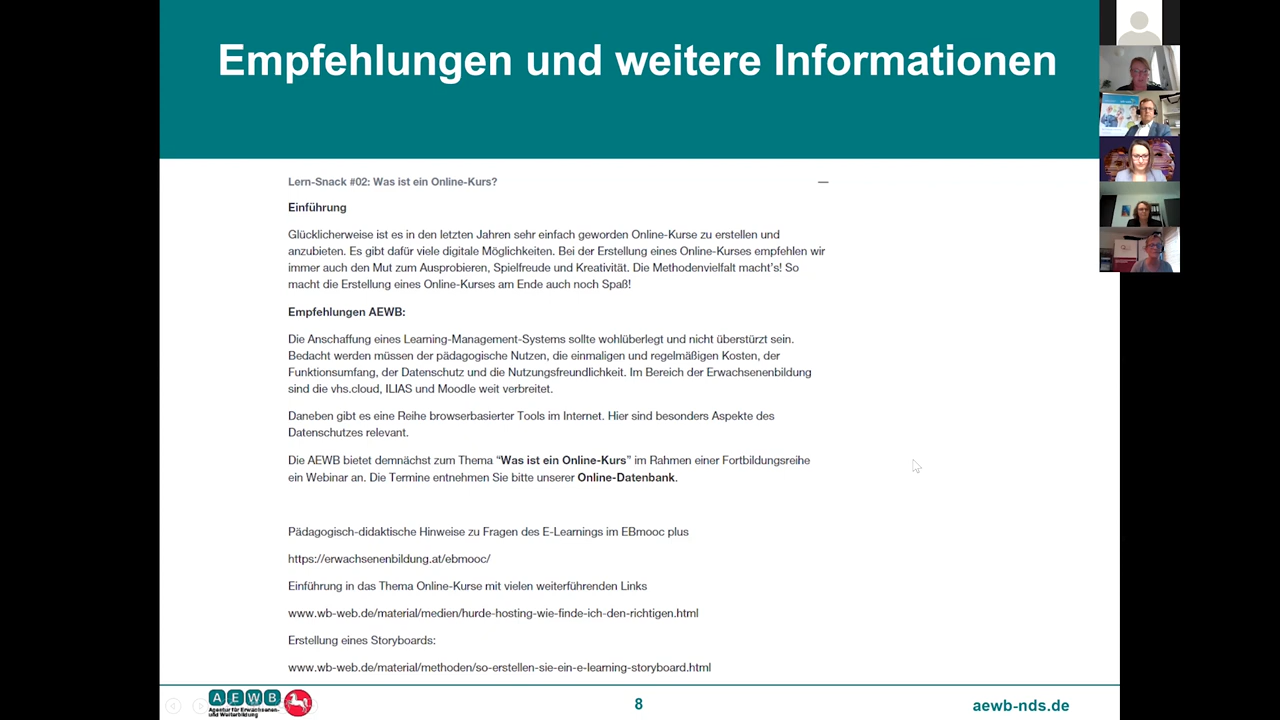 Empfehlungen und weitere Informationen
Lern-Snack #02: Was ist ein Online-Kurs?
Einführung
Glücklicherweise ist es in den letzten Jahren sehr einfach geworden Online-Kurse zu erstellen und
anzubieten. Es gibt dafür viele digitale Möglichkeiten. Bei der Erstellung eines Online-Kurses empfehlen wir
immer auch den Mut zum Ausprobieren, Spielfreude und Kreativität. Die Methodenvielfalt macht's! So
macht die Erstellung eines Online-Kurses am Ende auch noch Spaß!
Empfehlungen AEWB:
Die Anschaffung eines Learning-Management-Systems sollte wohlüberlegt und nicht überstürzt sein.
Bedacht werden müssen der pädagogische Nutzen, die einmaligen und regelmäßigen Kosten, der
Funktionsumfang, der Datenschutz und die Nutzungsfreundlichkeit. Im Bereich der Erwachsenenbildung
sind die vhs.cloud, ILIAS und Moodle weit verbreitet.
Daneben gibt es eine Reihe browserbasierter Tools im Internet. Hier sind besonders Aspekte des
Datenschutzes relevant.
Die AEWB bietet demnächst zum Thema “Was ist ein Online-Kurs” im Rahmen einer Fortbildungsreihe
ein Webinar an. Die Termine entnehmen Sie bitte unserer Online-Datenbank.
Pädagogisch-didaktische Hinweise zu Fragen des E-Learnings im EBmooc plus
https://erwachsenenbildung.at/ebmooc/
Einführung in das Thema Online-Kurse mit vielen weiterführenden Links
www.wb-web.de/material/medien/hurde-hosting-wie-finde-ich-den-richtigen.html
Erstellung eines Storyboards:
www.wb-web.de/material/methoden/so-erstellen-sie-ein-e-learning-storyboard.html
AEWB
Agentur für Erwachsenen-
und Weiterbildung
8
aewb-nds.de